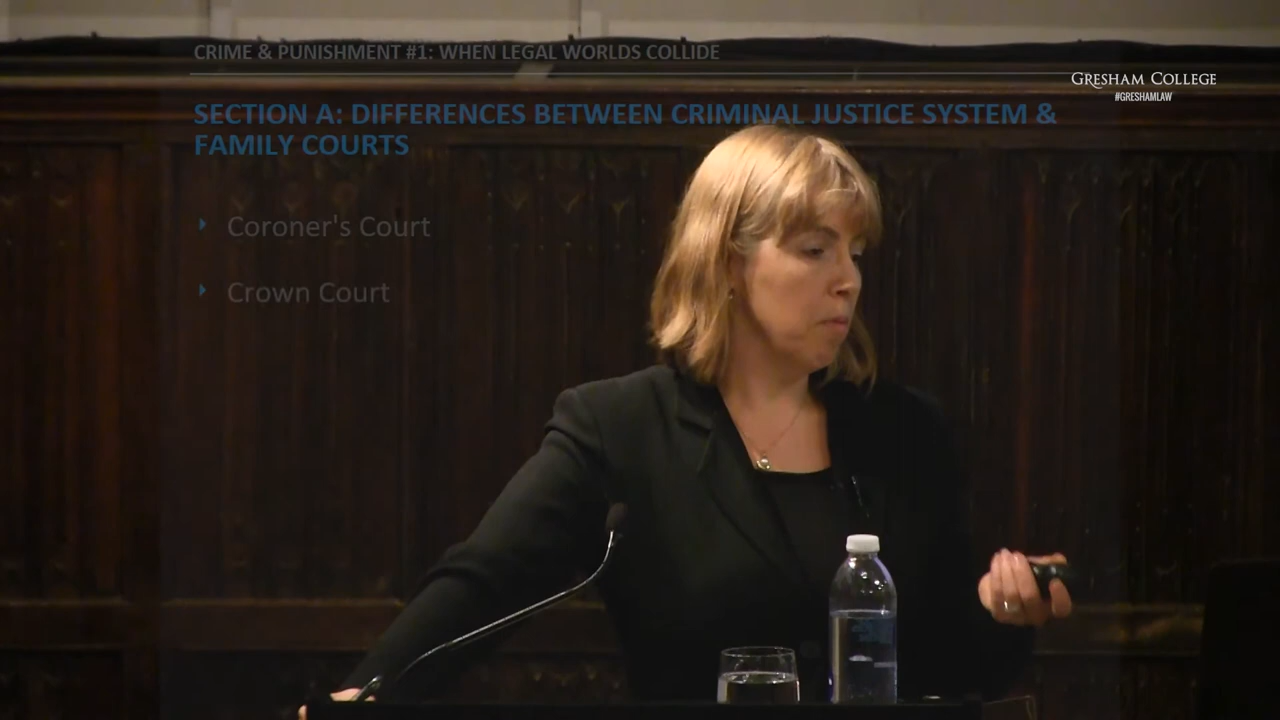 CRIME & PUNISHMENT #1: WHEN LEGAL WORLDS COLLIDE
GRESHAM COLLEGE
#GRESHAMLAW
SECTION A: DIFFERENCES BETWEEN CRIMINAL JUSTICE SYSTEM &
FAMILY COURTS
Coroner's Court
Crown Court